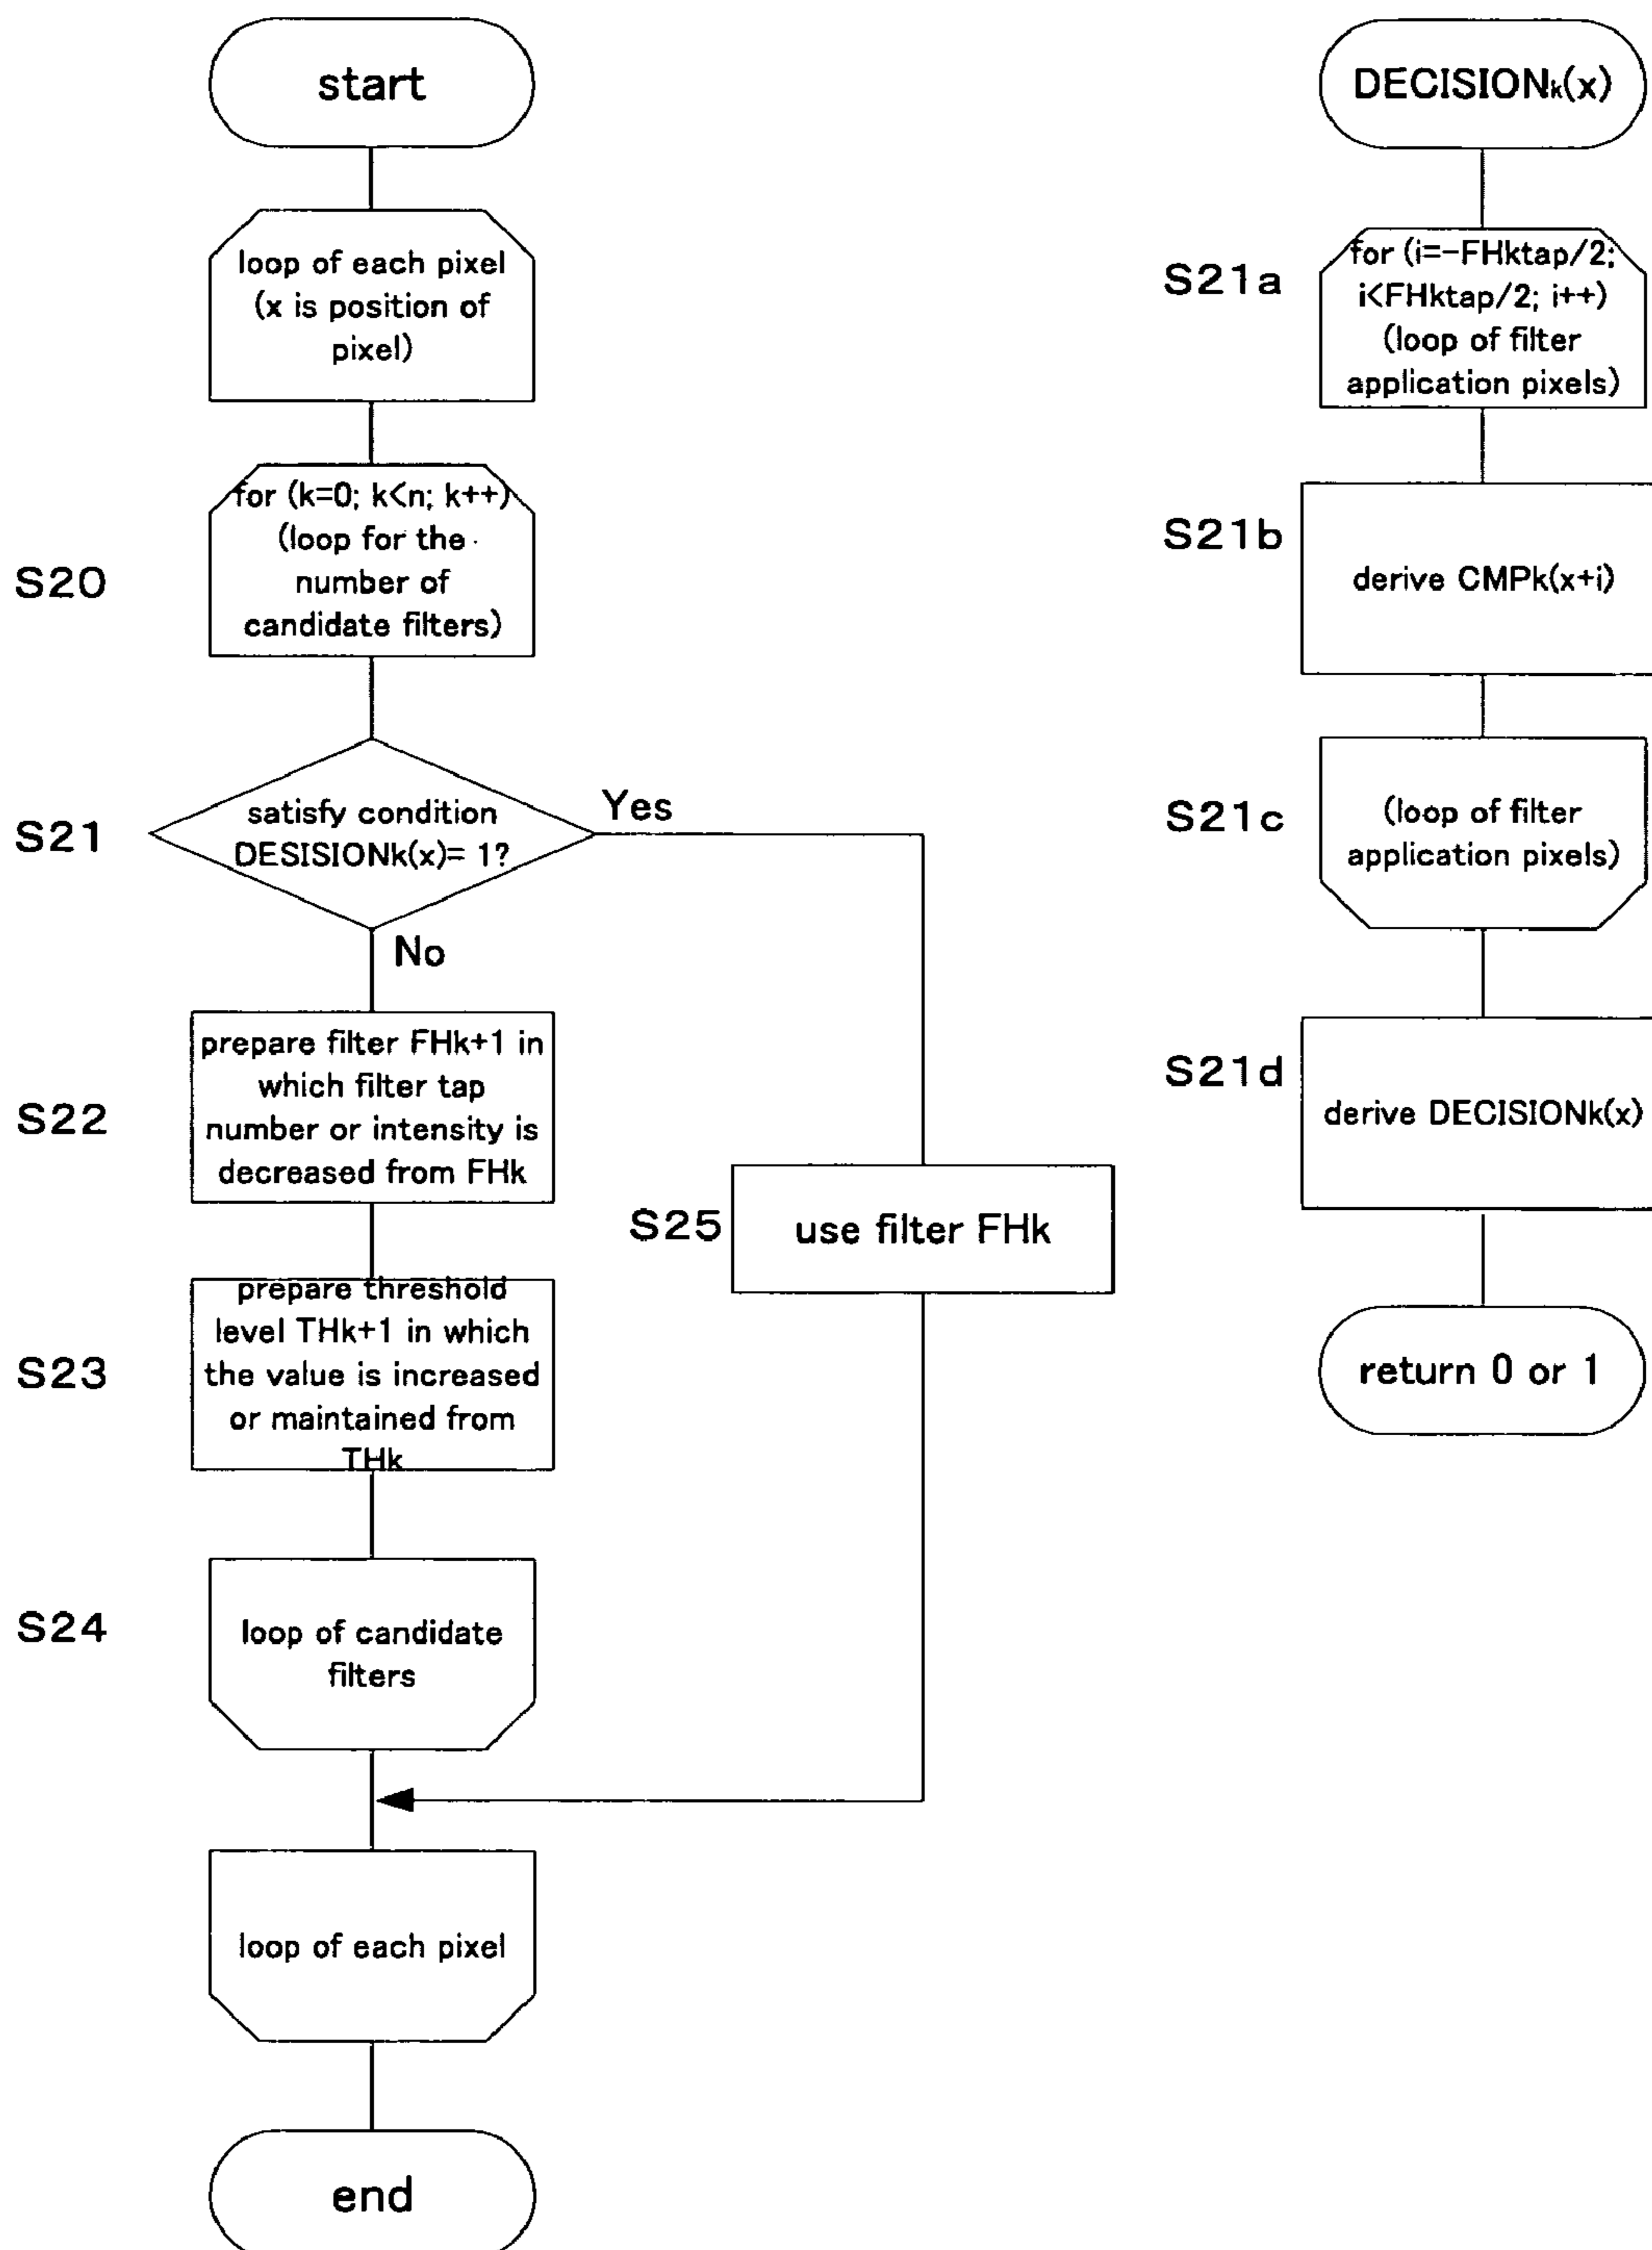 start
loop of each pixel
(x is position of
pixel)
S20
for (k=0; k<n; k++)
(loop for the
number of
candidate filters)
S21
satisfy condition
DESISIONk(x)= 1?
Yes
No
S22
prepare filter FHk+1 in
which filter tap
number or intensity is
decreased from FHk
S25
use filter FHk
S23
prepare threshold
level THk+1 in which
the value is increased
or maintained from
THk
S24
loop of candidate
filters
loop of each pixel
end
DECISIONk(x)
S21a
for (i=-FHktap/2;
i<FHktap/2; i++)
(loop of filter
application pixels)
S21b
derive CMPk(x+i)
S21c
(loop of filter
application pixels)
S21d
derive DECISIONk(x)
return 0 or 1